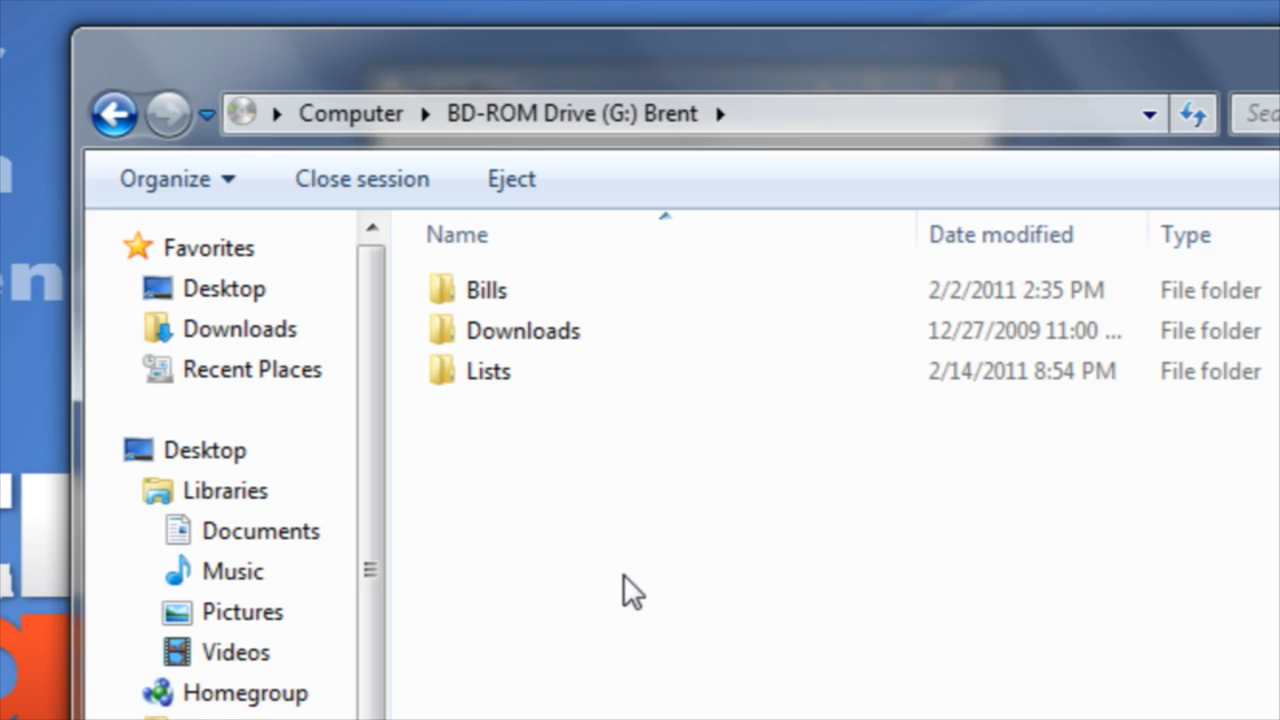 Computer BD-ROM Drive (G:) Brent
Organize Close session Eject
Name Date modified Type
Favorites
Desktop
Downloads
Recent Places
Desktop
Libraries
Documents
Music
Pictures
Videos
Homegroup
Bills 2/2/2011 2:35 PM File folder
Downloads 12/27/2009 11:00 ... File folder
Lists 2/14/2011 8:54 PM File folder